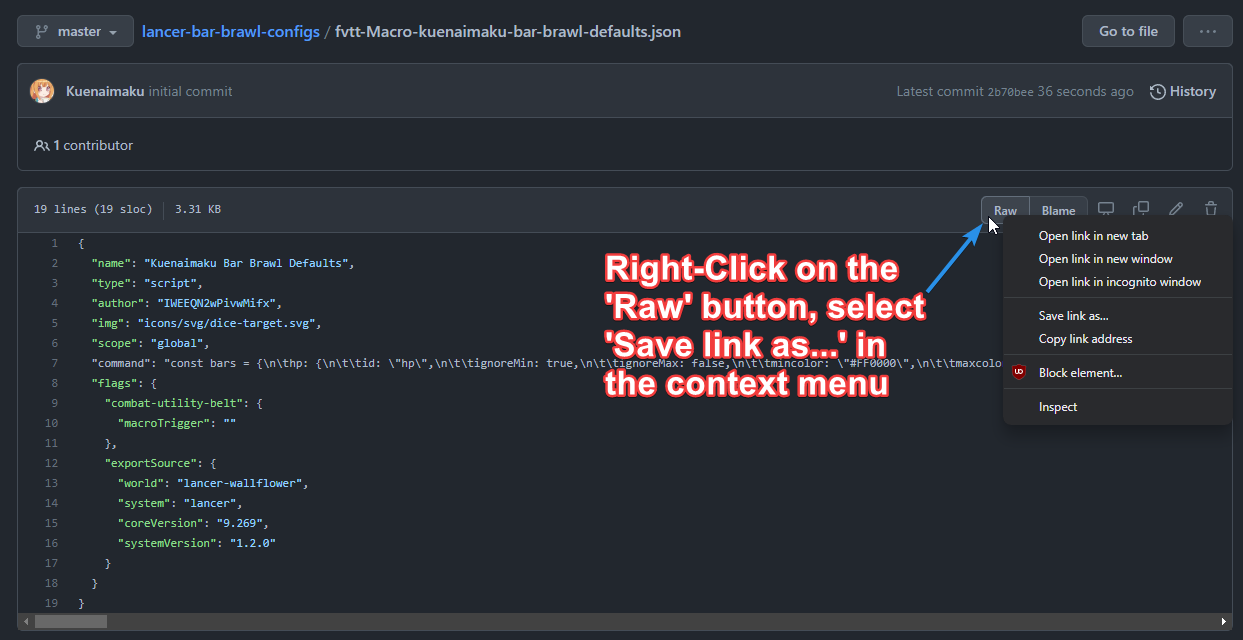 master
lancer-bar-brawl-configs / fvtt-Macro-kuenaimaku-bar-brawl-defaults.json
Go to file
...
Kuenaimaku initial commit
Latest commit 2b70bee 36 seconds ago
History
1 contributor
19 lines (19 sloc)
3.31 KB
Raw
Blame
1 {
2 "name": "Kuenaimaku Bar Brawl Defaults",
3 "type": "script",
4 "author": "IWEEQN2wPivwMifx",
5 "img": "icons/svg/dice-target.svg",
6 "scope": "global",
7 "command": "const bars = {\n\thp: {\n\t\tid: \"hp\",\n\t\tignoreMin: true,\n\t\tignoreMax: false,\n\t\tmincolor: \"#FF0000\",\n\t\tmaxcolo
8 "flags": {
9 "combat-utility-belt": {
10 "macroTrigger": ""
11 },
12 "exportSource": {
13 "world": "lancer-wallflower",
14 "system": "lancer",
15 "coreVersion": "9.269",
16 "systemVersion": "1.2.0"
17 }
18 }
19 }
Right-Click on the
'Raw' button, select
'Save link as...' in
the context menu
Open link in new tab
Open link in new window
Open link in incognito window
Save link as...
Copy link address
Block element...
Inspect